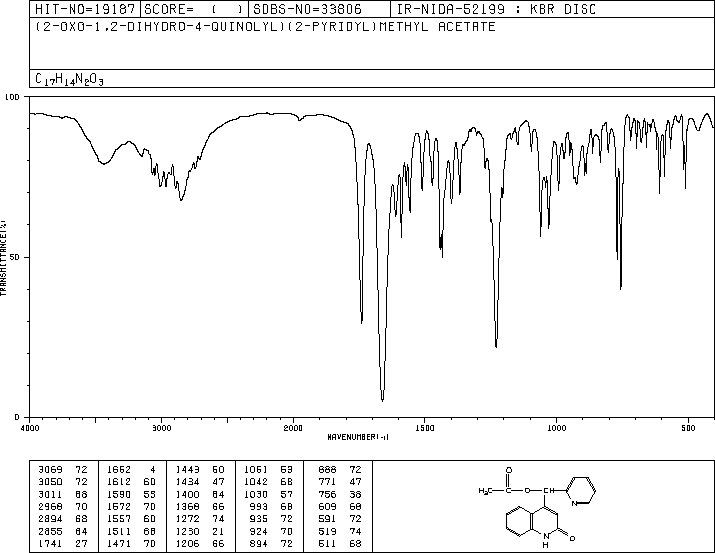 HIT-NO=19187 SCORE= ( ) SDBS-NO=33806 IR-NIDA-52199 : KBR DISC
(2-OXO-1,2-DIHYDRO-4-QUINOLYL)(2-PYRIDYL)METHYL ACETATE
C17H14N2O3
100
50
0
TRANSMITTANCE(%)
4000 3000 2000 1500 1000 500
WAVENUMBER(-1)
3069 72 1662 4 1443 50 1061 53 888 72
3050 72 1612 60 1434 47 1042 68 771 47
3011 68 1590 55 1400 64 1030 57 756 38
2968 70 1572 70 1368 66 993 68 609 68
2894 68 1557 60 1272 74 935 72 591 72
2855 64 1511 68 1230 21 924 70 519 74
1741 27 1471 70 1206 66 894 72 511 68
O
H3C C O CH
N
N O
H